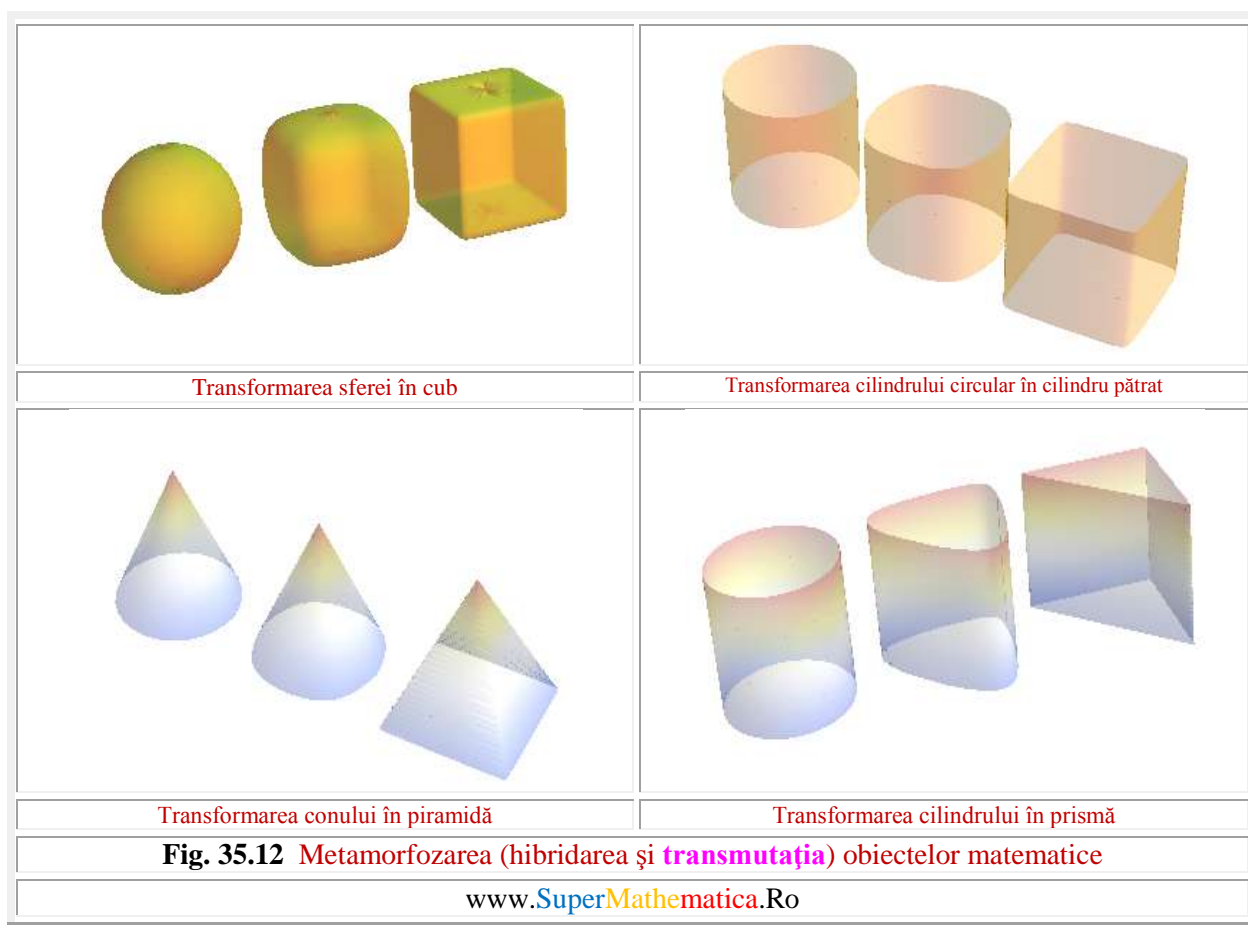 Transformarea sferei în cub
Transformarea cilindrului circular în cilindru pătrat
Transformarea conului în piramidă
Transformarea cilindrului în prismă
Fig. 35.12 Metamorfozarea (hibridarea şi transmutaţia) obiectelor matematice
www.SuperMathematica.Ro